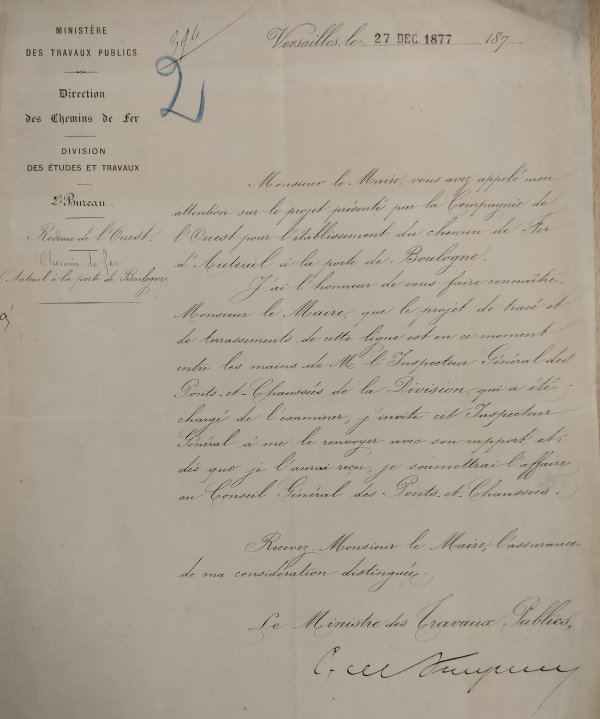 MINISTÈRE
DES TRAVAUX PUBLICS
Direction
des Chemins de Fer
DIVISION
DES ÉTUDES ET TRAVAUX
2e Bureau.
Réseau de l'Ouest.
Chemin de fer
d'Auteuil à la porte de Boulogne
2
Versailles, le 27 DEC. 1877 187
Monsieur le Maire, vous avez appelé mon
attention sur le projet présenté par la Compagnie de
l'Ouest pour l'établissement du chemin de Fer
d'Auteuil à la porte de Boulogne.
J'ai l'honneur de vous faire connaître,
Monsieur le Maire, que le projet de tracé et
de terrassements de cette ligne est en ce moment
entre les mains de Mr l'Inspecteur Général des
Ponts-et-Chaussées de la Division, qui a été
chargé de l'examiner, j'invite cet Inspecteur
Général à me le renvoyer avec son rapport et,
dès que je l'aurai reçu, je soumettrai l'affaire
au Conseil Général des Ponts-et-Chaussées.
Recevez, Monsieur le Maire, l'assurance
de ma considération distinguée.
Le Ministre des Travaux Publics,